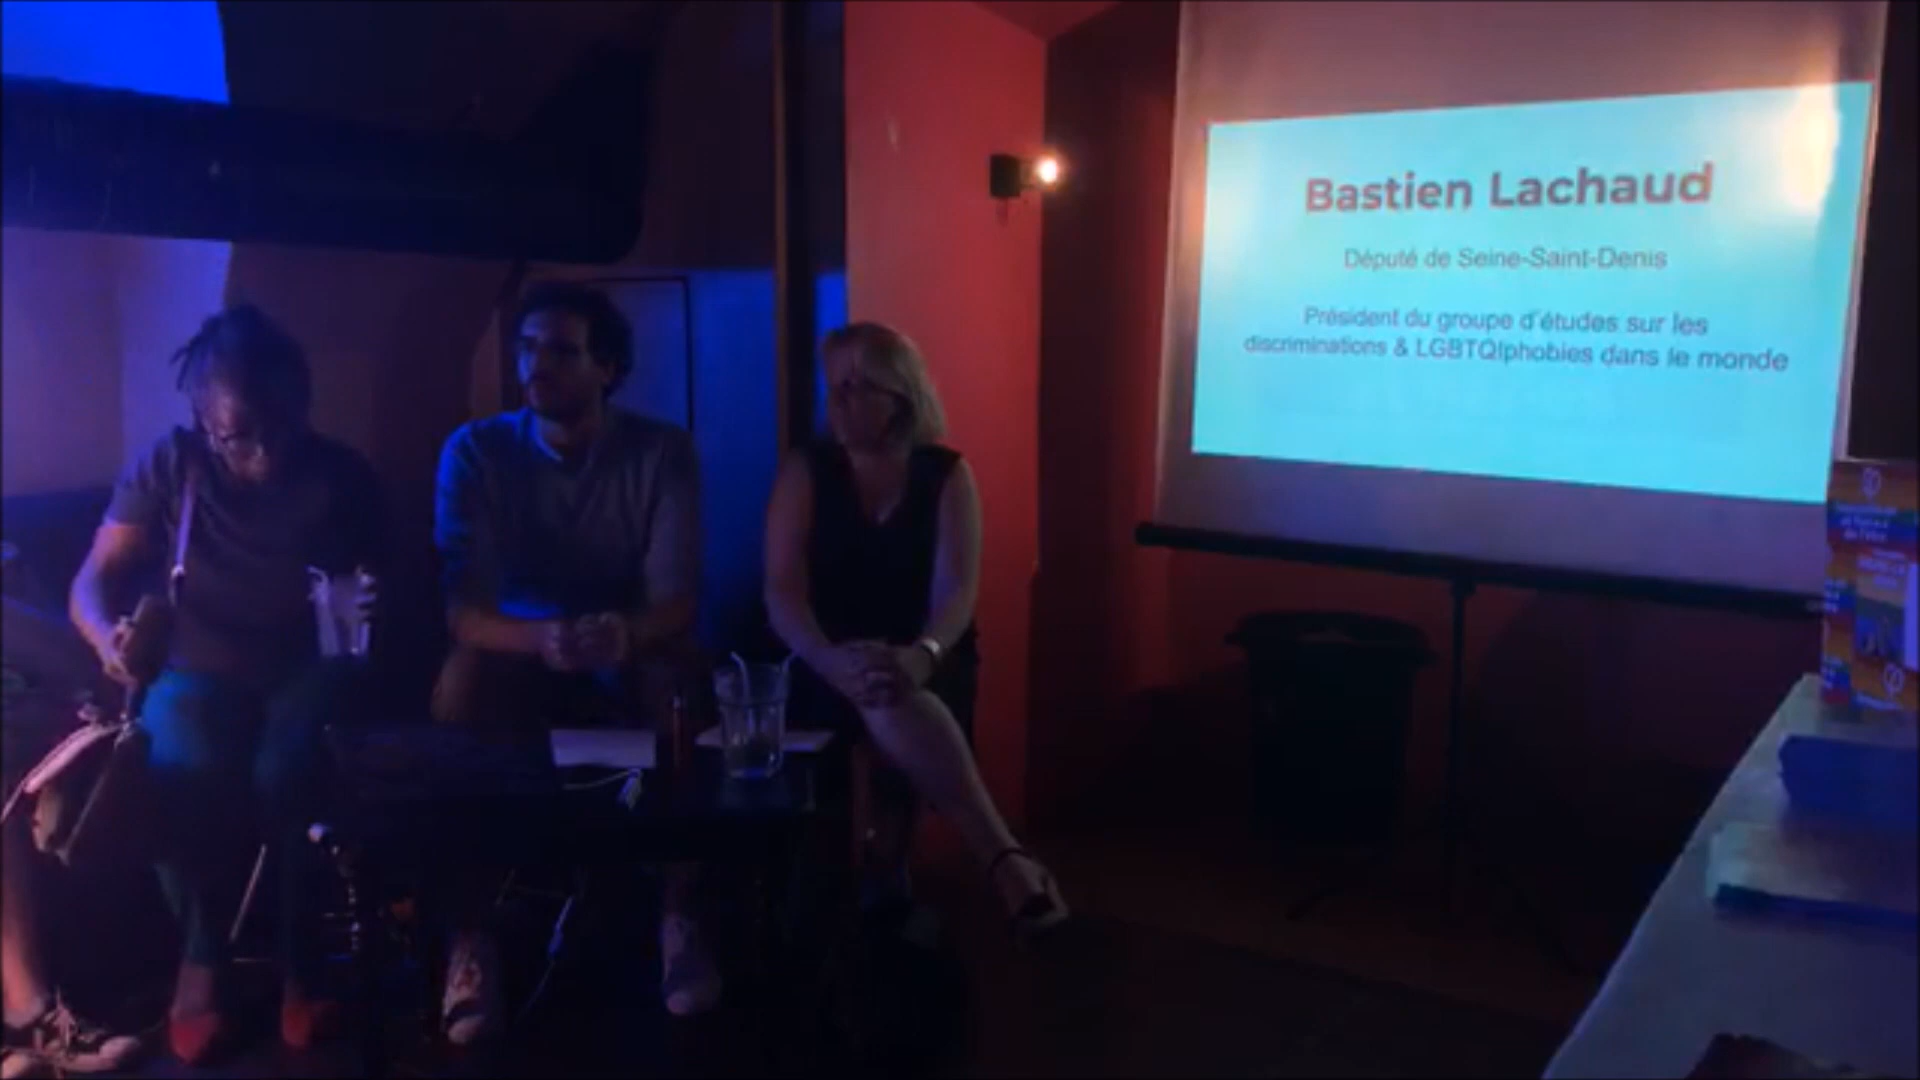 Bastien Lachaud
Député de Seine-Saint-Denis
Président du groupe d'études sur les
discriminations & LGBTQIphobies dans le monde